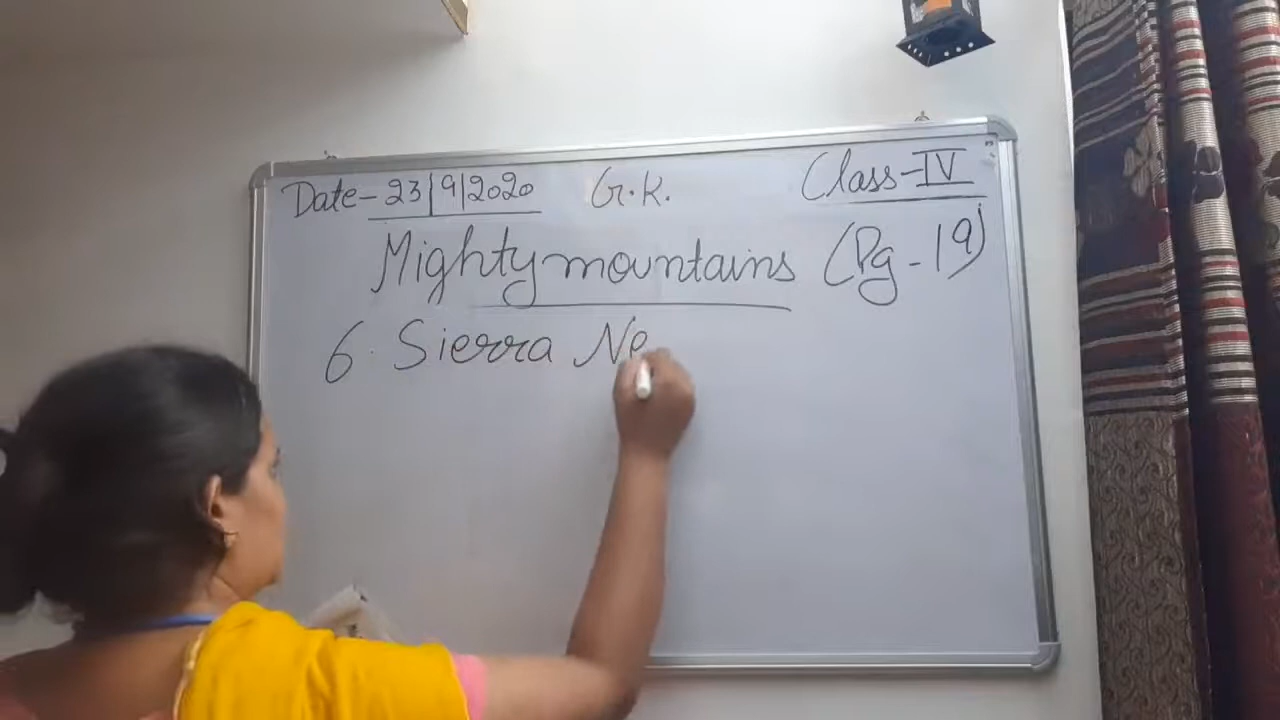 Date-23|9|2020 G.K. Class-IV
Mighty mountains (Pg-19)
6. Sierra Ne